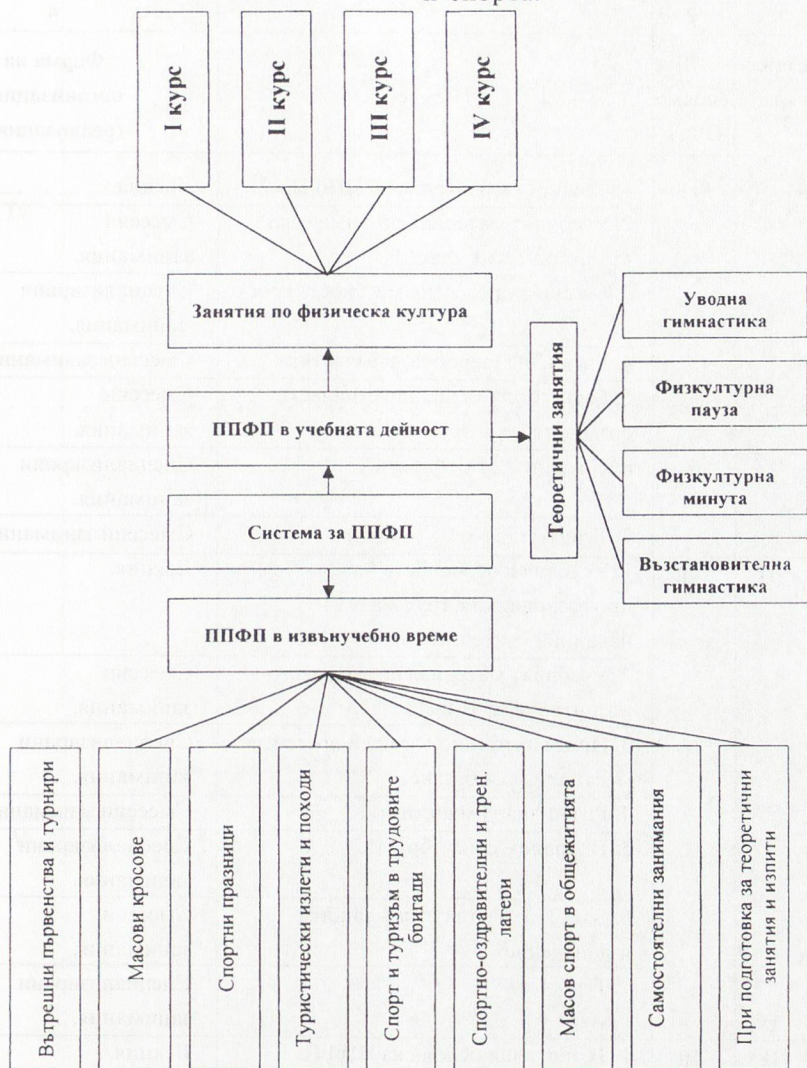 и спорта.
I курс
II курс
III курс
IV курс
Занятия по физическа култура
ППФП в учебната дейност
Система за ППФП
ППФП в извънучебно време
Теоретични занятия
Уводна
гимнастика
Физкултурна
пауза
Физкултурна
минута
Възстановителна
гимнастика
Вътрешни първенства и турнири
Масови кросове
Спортни празници
Туристически излети и походи
Спорт и туризъм в трудовите
бригади
Спортно-оздравителни и трен.
лагери
Масов спорт в общежитията
Самостоятелни занимания
При подготовка за теоретични
занятия и изпити